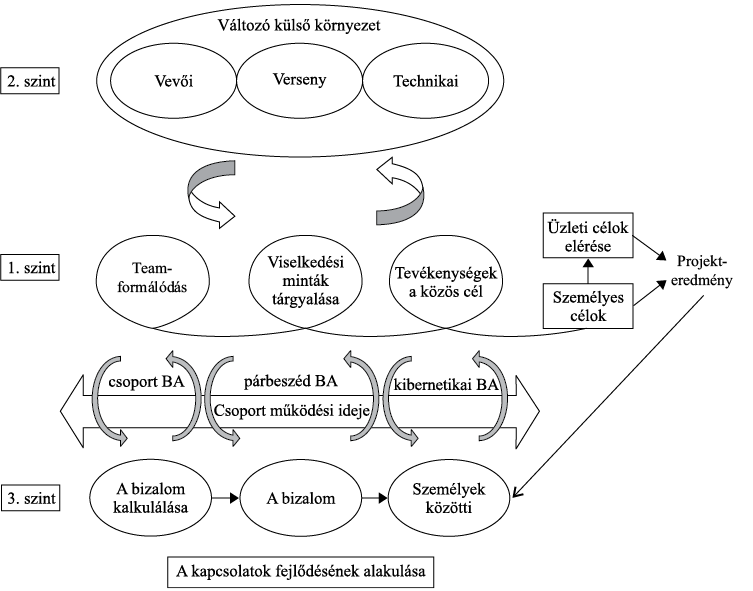 Változó külső környezet
2. szint
Vevői
Verseny
Technikai
1. szint
Team-
formálódás
Viselkedési
minták
tárgyalása
Tevékenységek
a közös cél
Üzleti célok
elérése
Személyes
célok
Projekt-
eredmény
csoport BA
párbeszéd BA
kibernetikai BA
Csoport működési ideje
3. szint
A bizalom
kalkulálása
A bizalom
Személyek
közötti
A kapcsolatok fejlődésének alakulása